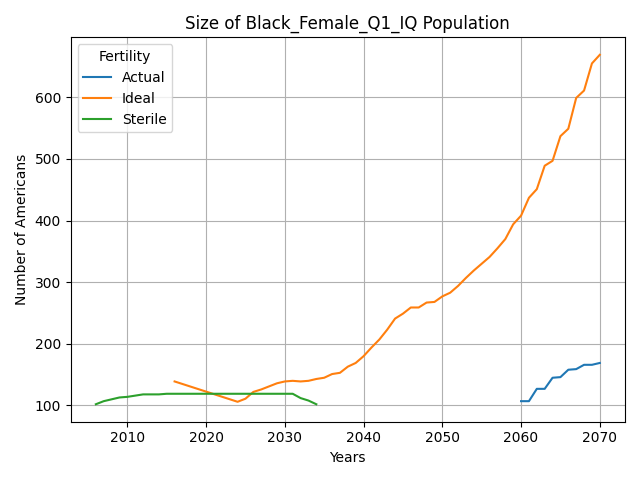 Size of Black_Female_Q1_IQ Population
Fertility
Actual
Ideal
Sterile
Number of Americans
600
500
400
300
200
100
2010
2020
2030
2040
2050
2060
2070
Years